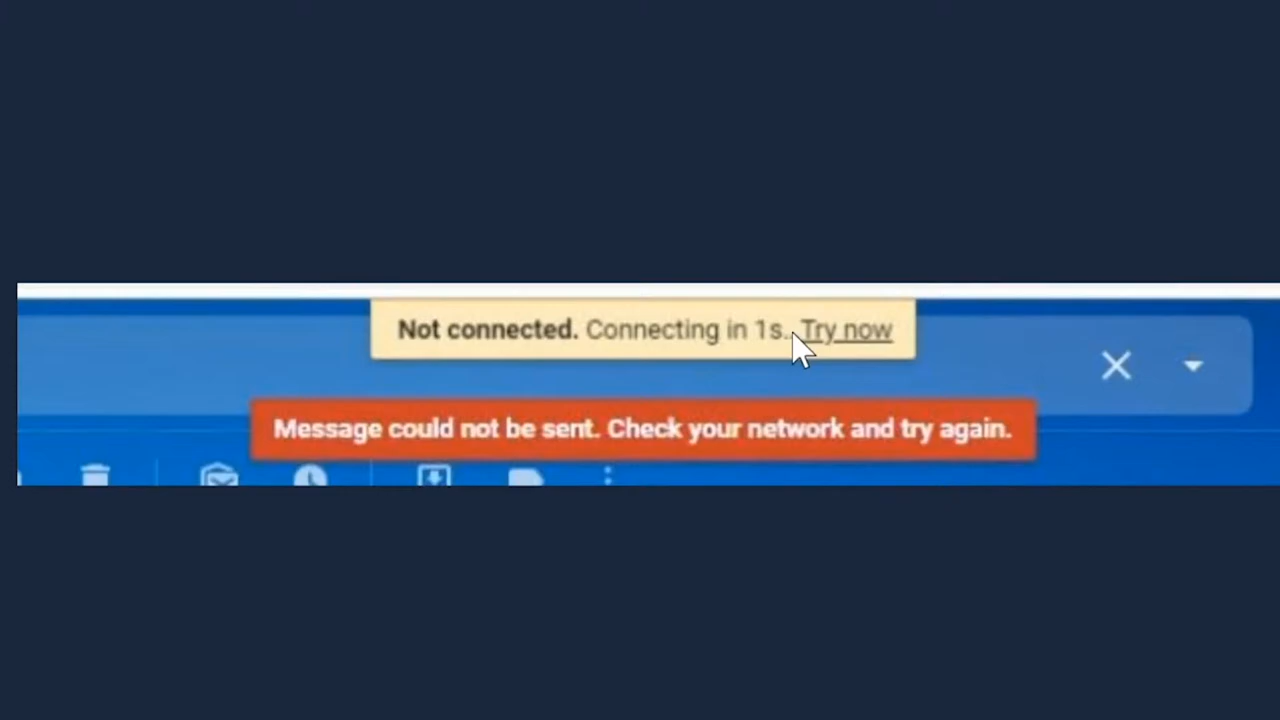 Not connected. Connecting in 1s.. Try now
Message could not be sent. Check your network and try again.